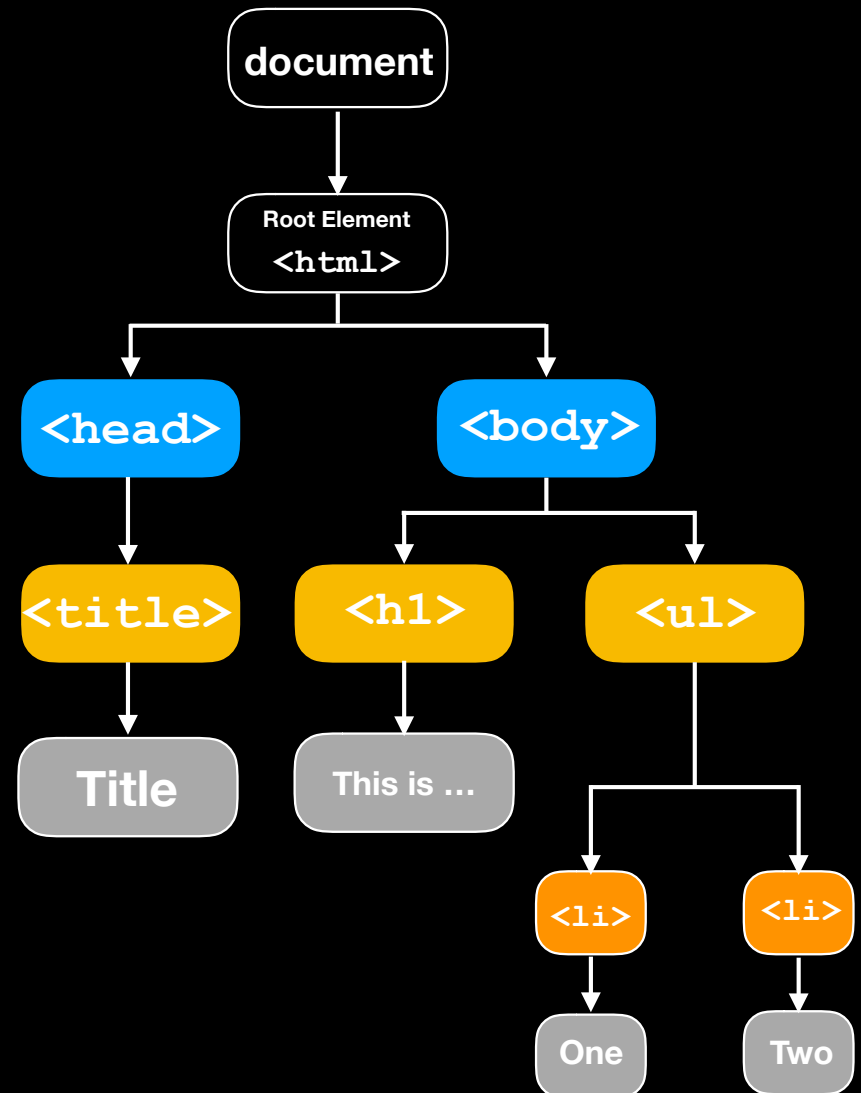 document
Root Element
<html>
<head>
<body>
<title>
<h1>
<ul>
Title
This is ...
<li>
<li>
One
Two